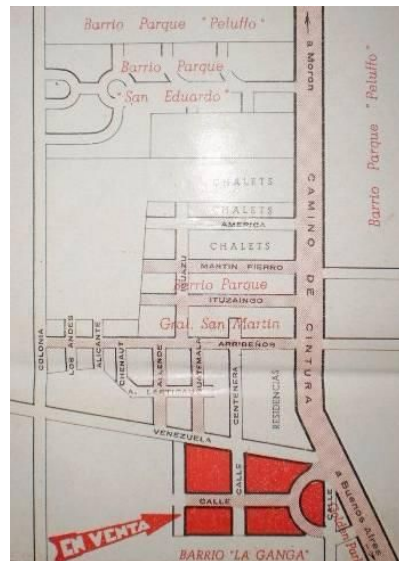 Barrio Parque "Peluffo"
Barrio Parque
"San Eduardo"
a Moron
Barrio Parque "Peluffo"
CAMINO DE CINTURA
CHALETS
CHALETS
AMERICA
CHALETS
MARTIN FIERRO
IGUAZU
Barrio Parque
ITUZAINGO
Gral. San Martin
ARRIBEÑOS
COLONIA
LOS ANDES
ALICANTE
CHENAUT
ALLENDE
GUATEMALA
CENTENERA
RESIDENCIAS
VENEZUELA
CALLE
CALLE
CALLE
a Buenos Aires
EN VENTA
BARRIO "LA GANGA"